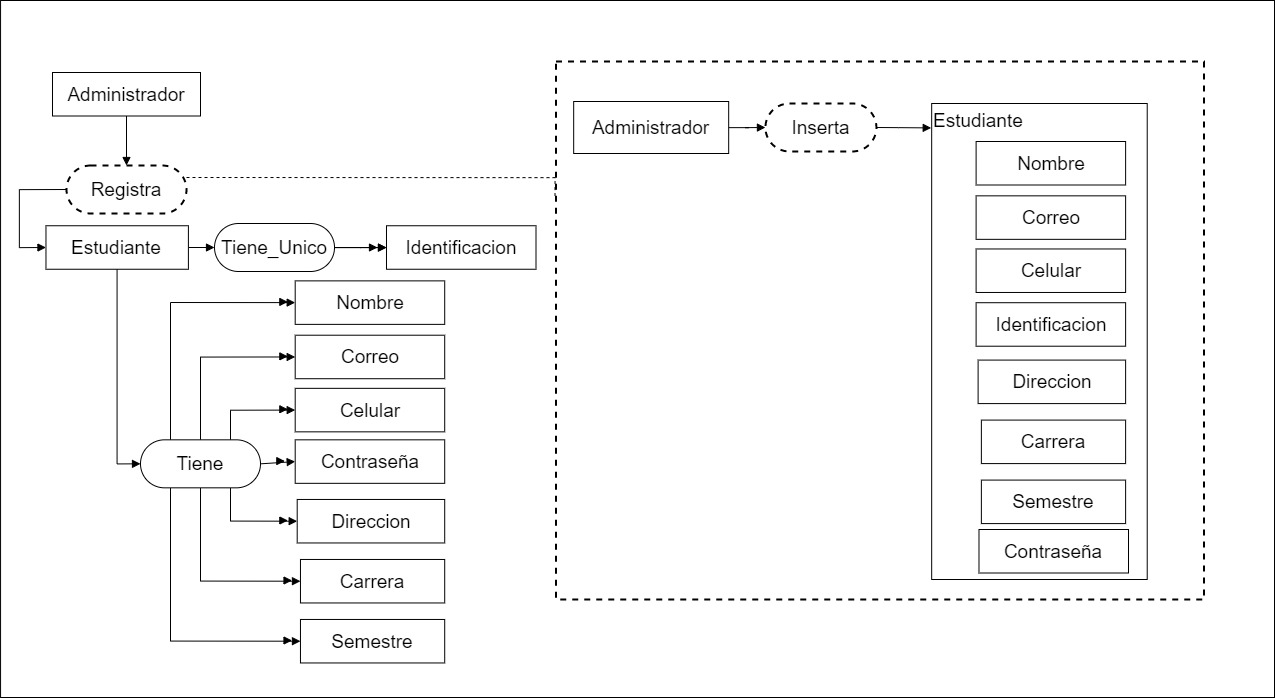 Administrador
Registra
Estudiante
Tiene_Unico
Identificacion
Nombre
Correo
Celular
Tiene
Contraseña
Direccion
Carrera
Semestre
Administrador
Inserta
Estudiante
Nombre
Correo
Celular
Identificacion
Direccion
Carrera
Semestre
Contraseña